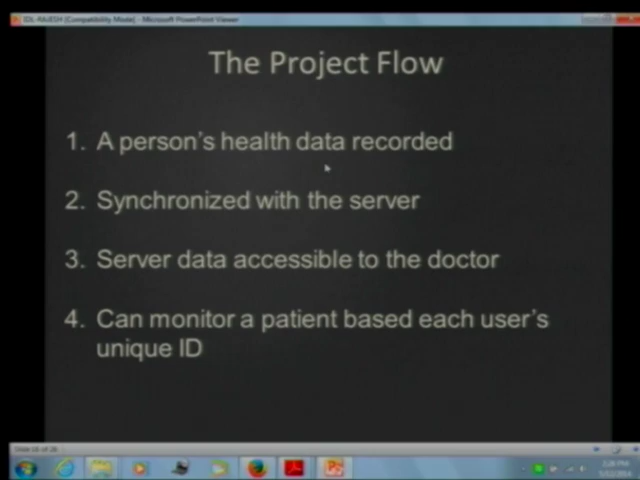 IDL-RAJESH [Compatibility Mode] - Microsoft PowerPoint Viewer
The Project Flow
1. A person's health data recorded
2. Synchronized with the server
3. Server data accessible to the doctor
4. Can monitor a patient based each user's
unique ID